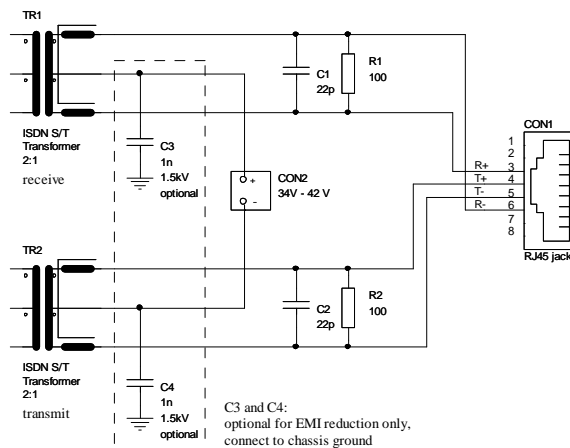 TR1
ISDN S/T
Transformer
2:1
receive
C3
1n
1.5kV
optional
C1
22p
R1
100
+
-
CON2
34V - 42 V
CON1
1
2
3
4
5
6
7
8
R+
T+
T-
R-
RJ45 jack
TR2
ISDN S/T
Transformer
2:1
transmit
C4
1n
1.5kV
optional
C2
22p
R2
100
C3 and C4:
optional for EMI reduction only,
connect to chassis ground